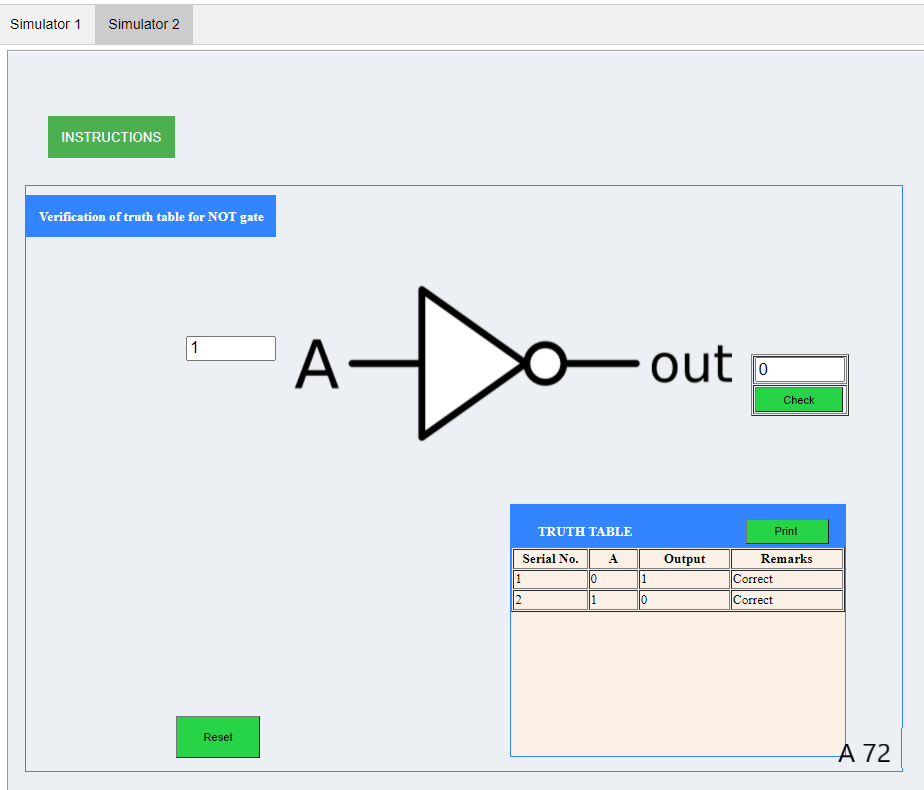 Simulator 1 Simulator 2
INSTRUCTIONS
Verification of truth table for NOT gate
1 A out 0
Check
TRUTH TABLE Print
Serial No. A Output Remarks
1 0 1 Correct
2 1 0 Correct
Reset
A 72